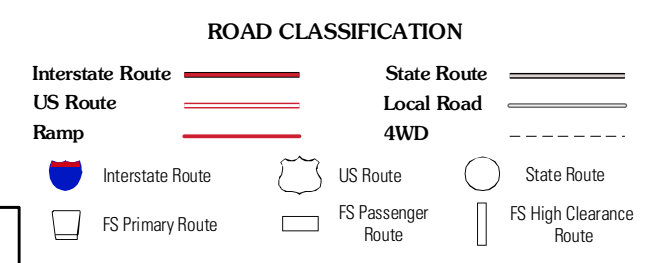 ROAD CLASSIFICATION
Interstate Route
State Route
US Route
Local Road
Ramp
4WD
Interstate Route
US Route
State Route
FS Primary Route
FS Passenger
Route
FS High Clearance
Route